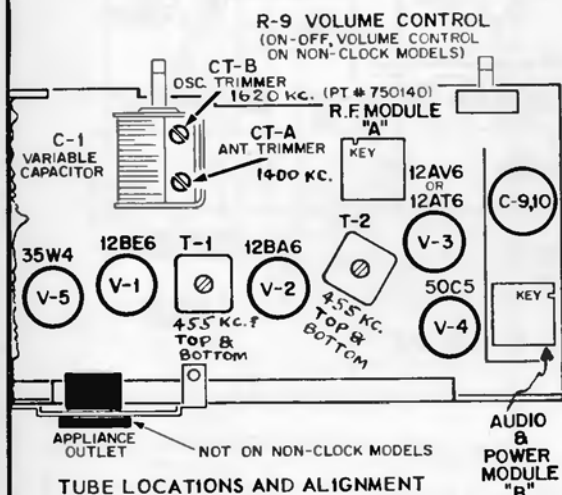 R-9 VOLUME CONTROL
(ON-OFF, VOLUME CONTROL
ON NON-CLOCK MODELS)
CT-B
OSC. TRIMMER
1620 KC. (PT # 750140)
R.F. MODULE
"A"
C-1
VARIABLE
CAPACITOR
CT-A
ANT. TRIMMER
1400 KC.
KEY
12AV6
OR
12AT6
C-9,10
35W4
12BE6
T-1
12BA6
T-2
V-3
V-5
V-1
V-2
50C5
KEY
V-4
455 KC.
TOP &
BOTTOM
455 KC.
TOP &
BOTTOM
APPLIANCE
OUTLET
NOT ON NON-CLOCK MODELS
AUDIO
&
POWER
MODULE
"B"
TUBE LOCATIONS AND ALIGNMENT